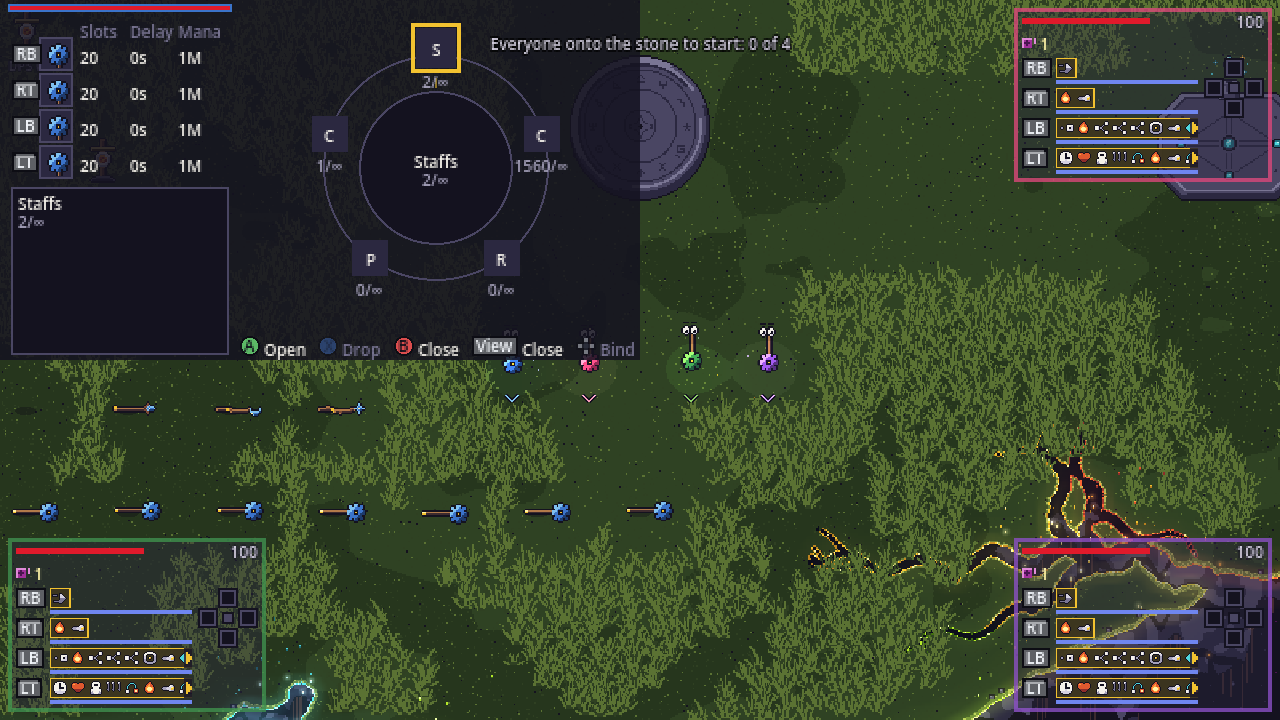 Slots Delay Mana
RB 20 0s 1M
RT 20 0s 1M
LB 20 0s 1M
LT 20 0s 1M
Staffs
2/∞
S
2/∞
C
1/∞
C
1560/∞
Staffs
2/∞
P
0/∞
R
0/∞
A Open X Drop B Close View Close Bind
Everyone onto the stone to start: 0 of 4
100
1
RB
RT
LB
LT
100
1
RB
RT
LB
LT
100
1
RB
RT
LB
LT